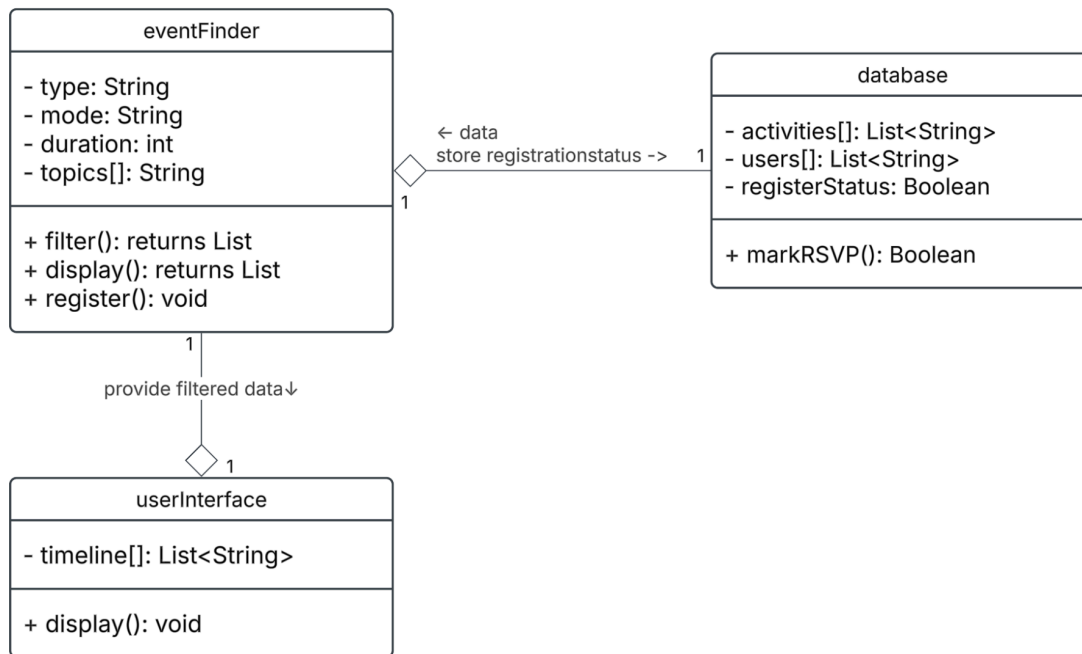 eventFinder
- type: String
- mode: String
- duration: int
- topics[]: String
+ filter(): returns List
+ display(): returns List
+ register(): void
← data
store registrationstatus ->
1
1
database
- activities[]: List<String>
- users[]: List<String>
- registerStatus: Boolean
+ markRSVP(): Boolean
1
provide filtered data↓
1
userInterface
- timeline[]: List<String>
+ display(): void